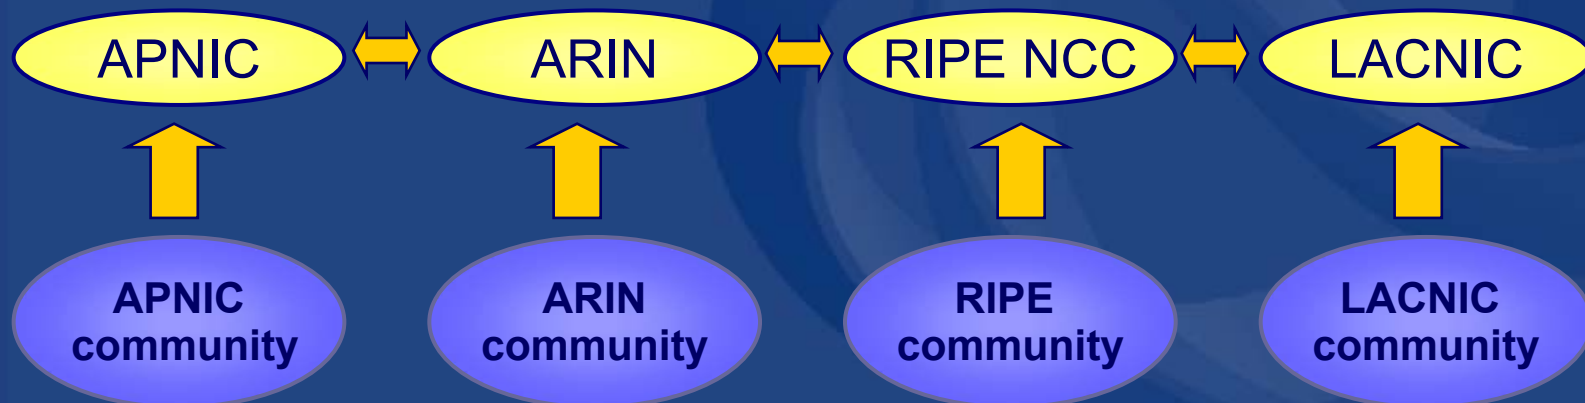 APNIC
ARIN
RIPE NCC
LACNIC
APNIC
community
ARIN
community
RIPE
community
LACNIC
community